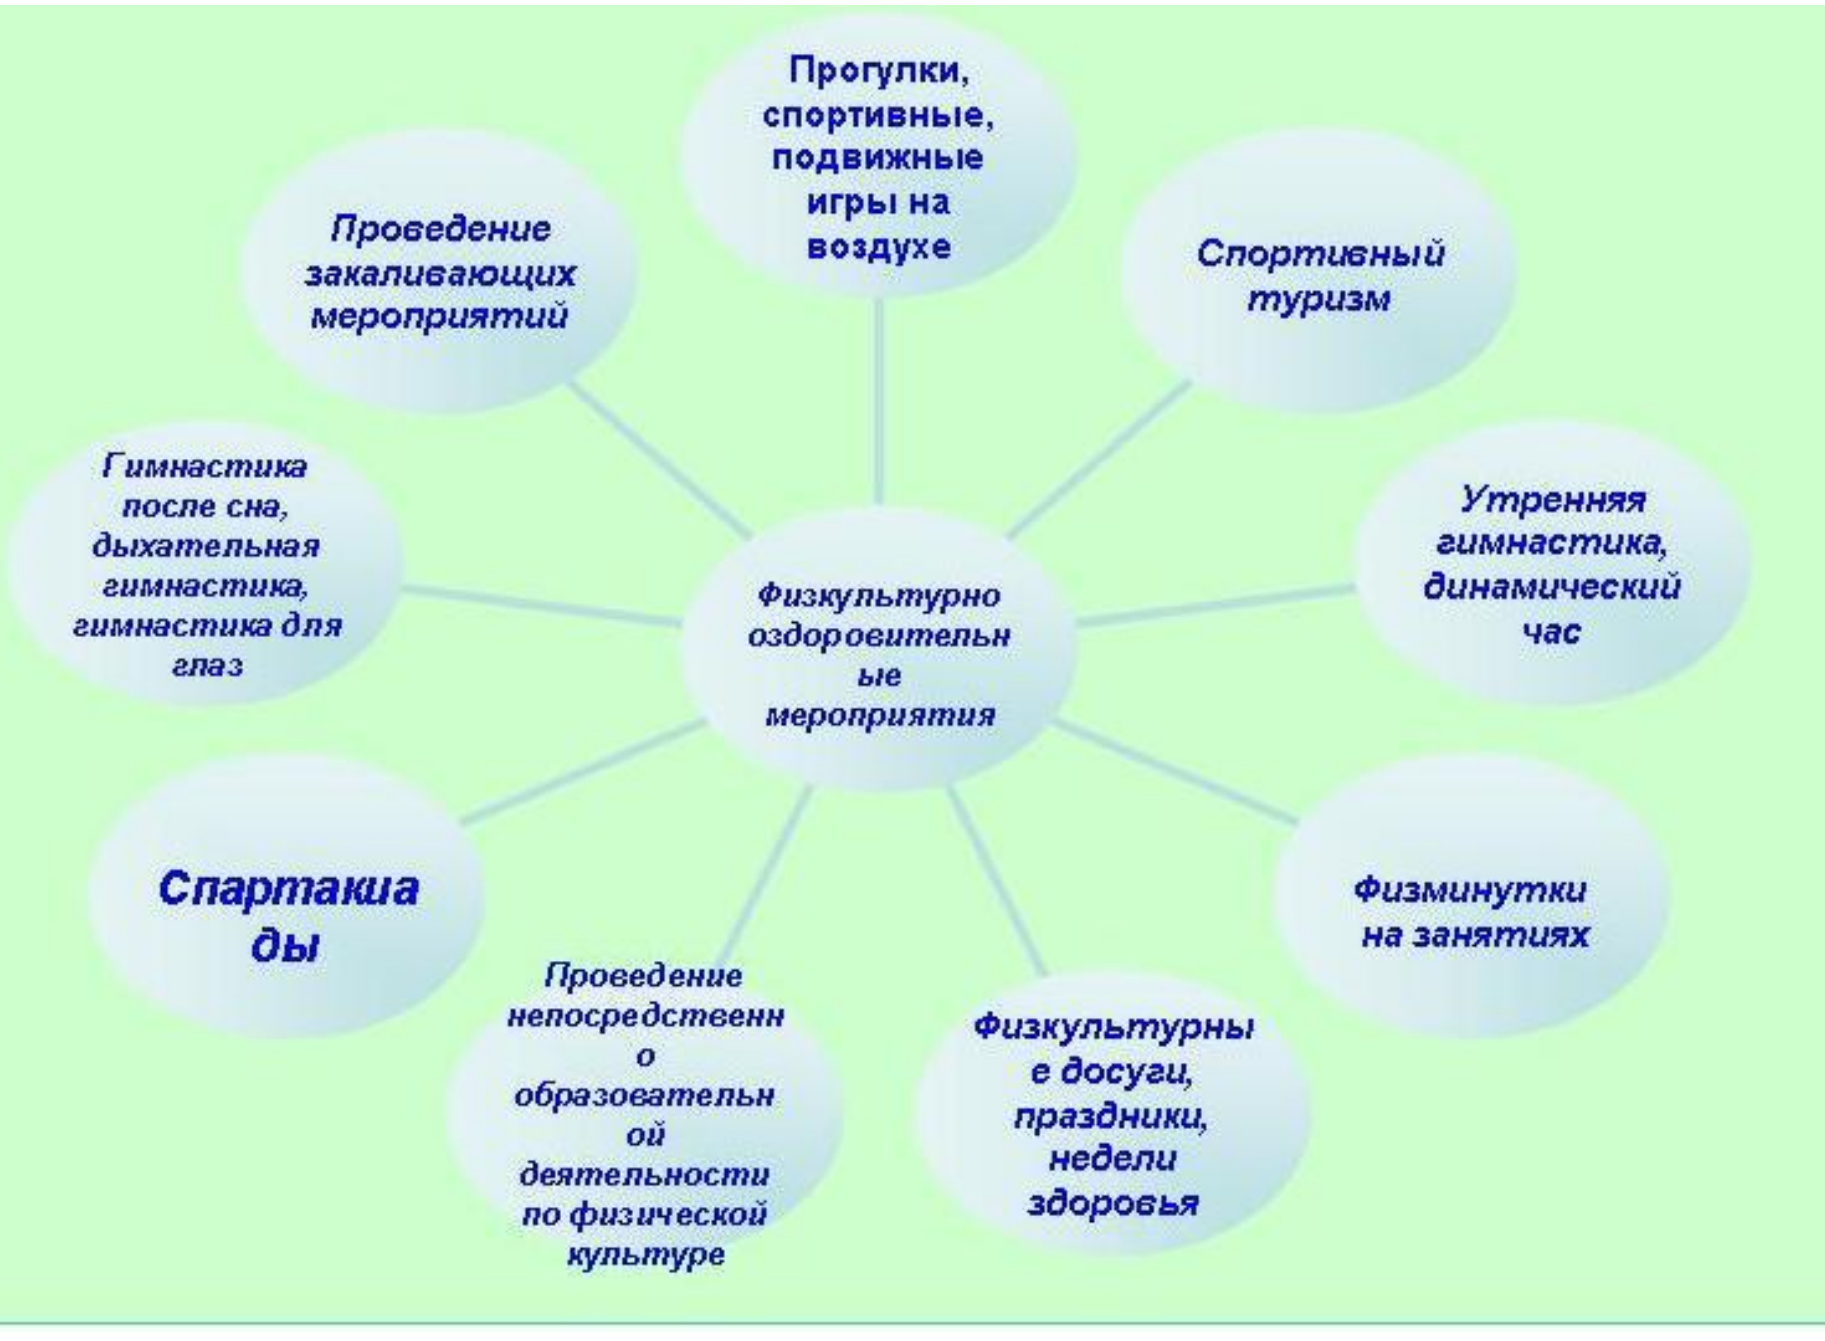 Прогулки,
спортивные,
подвижные
игры на
воздухе
Спортивный
туризм
Утренняя
гимнастика,
динамический
час
Физминутки
на занятиях
Физкультурны
е досуги,
праздники,
недели
здоровья
Проведение
непосредственн
о
образовательн
ой
деятельности
по физической
культуре
Спартакиа
ды
Гимнастика
после сна,
дыхательная
гимнастика,
гимнастика для
глаз
Проведение
закаливающих
мероприятий
Физкультурно
оздоровительн
ые
мероприятия